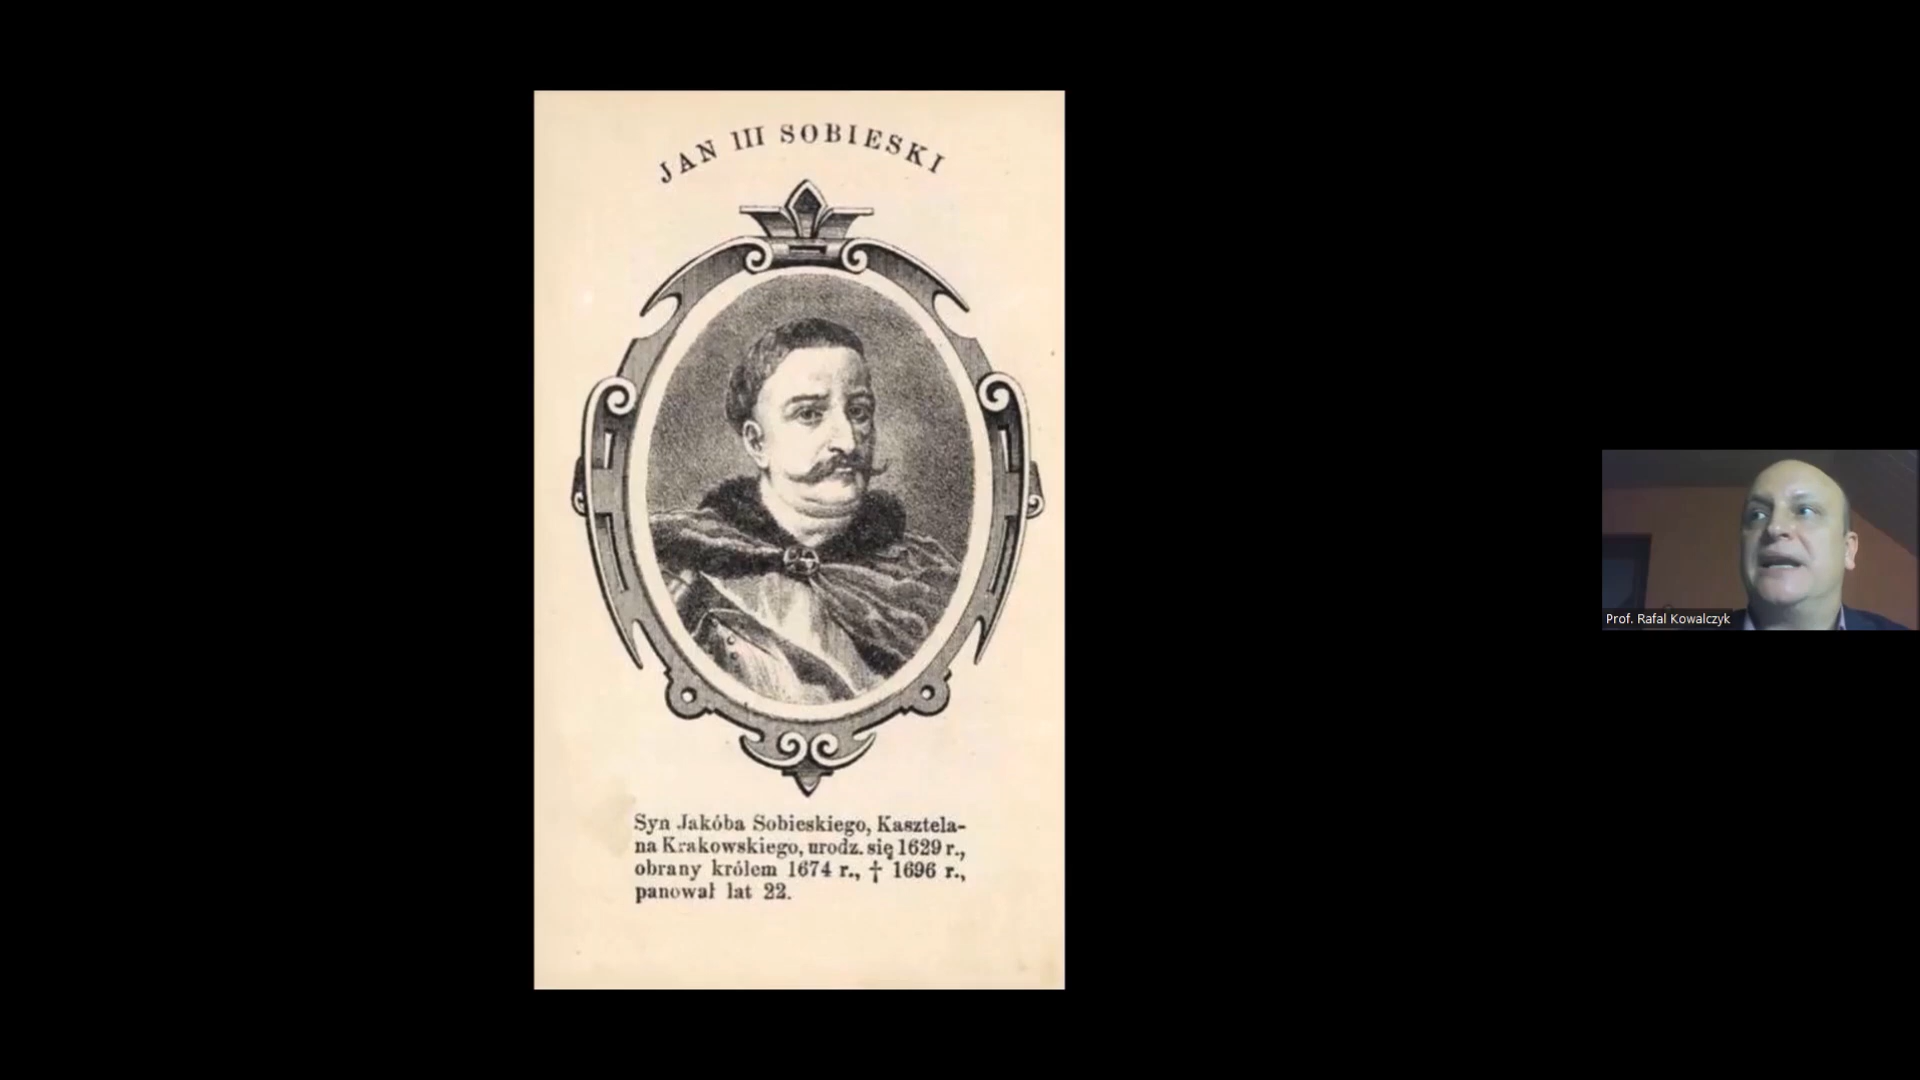 JAN III SOBIESKI
Syn Jakóba Sobieskiego, Kasztela-
na Krakowskiego, urodz. się 1629 r.,
obrany królem 1674 r., † 1696 r.,
panował lat 22.
Prof. Rafal Kowalczyk